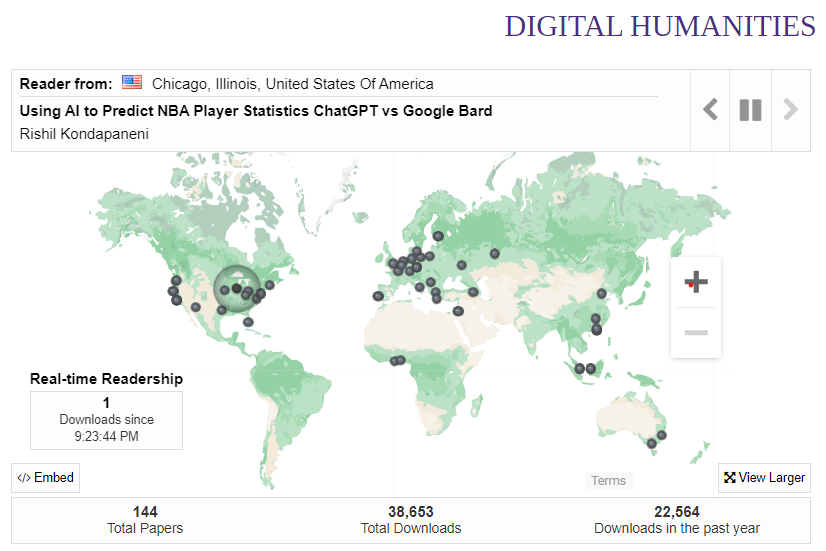 DIGITAL HUMANITIES
Reader from: Chicago, Illinois, United States Of America
Using AI to Predict NBA Player Statistics ChatGPT vs Google Bard
Rishil Kondapaneni
Real-time Readership
1
Downloads since
9:23:44 PM
</> Embed
Terms
View Larger
144
Total Papers
38,653
Total Downloads
22,564
Downloads in the past year